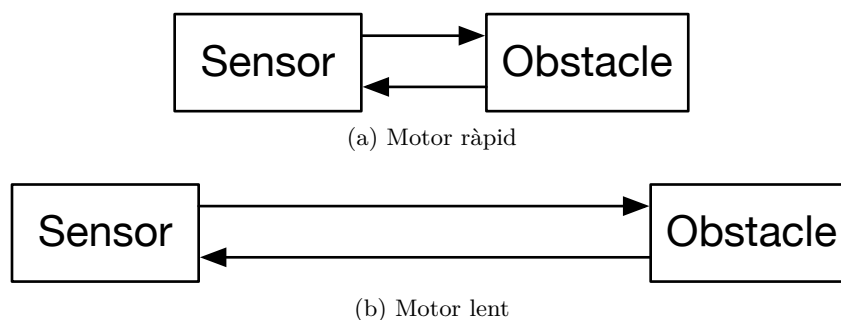 Sensor Obstacle
(a) Motor ràpid
Sensor Obstacle
(b) Motor lent